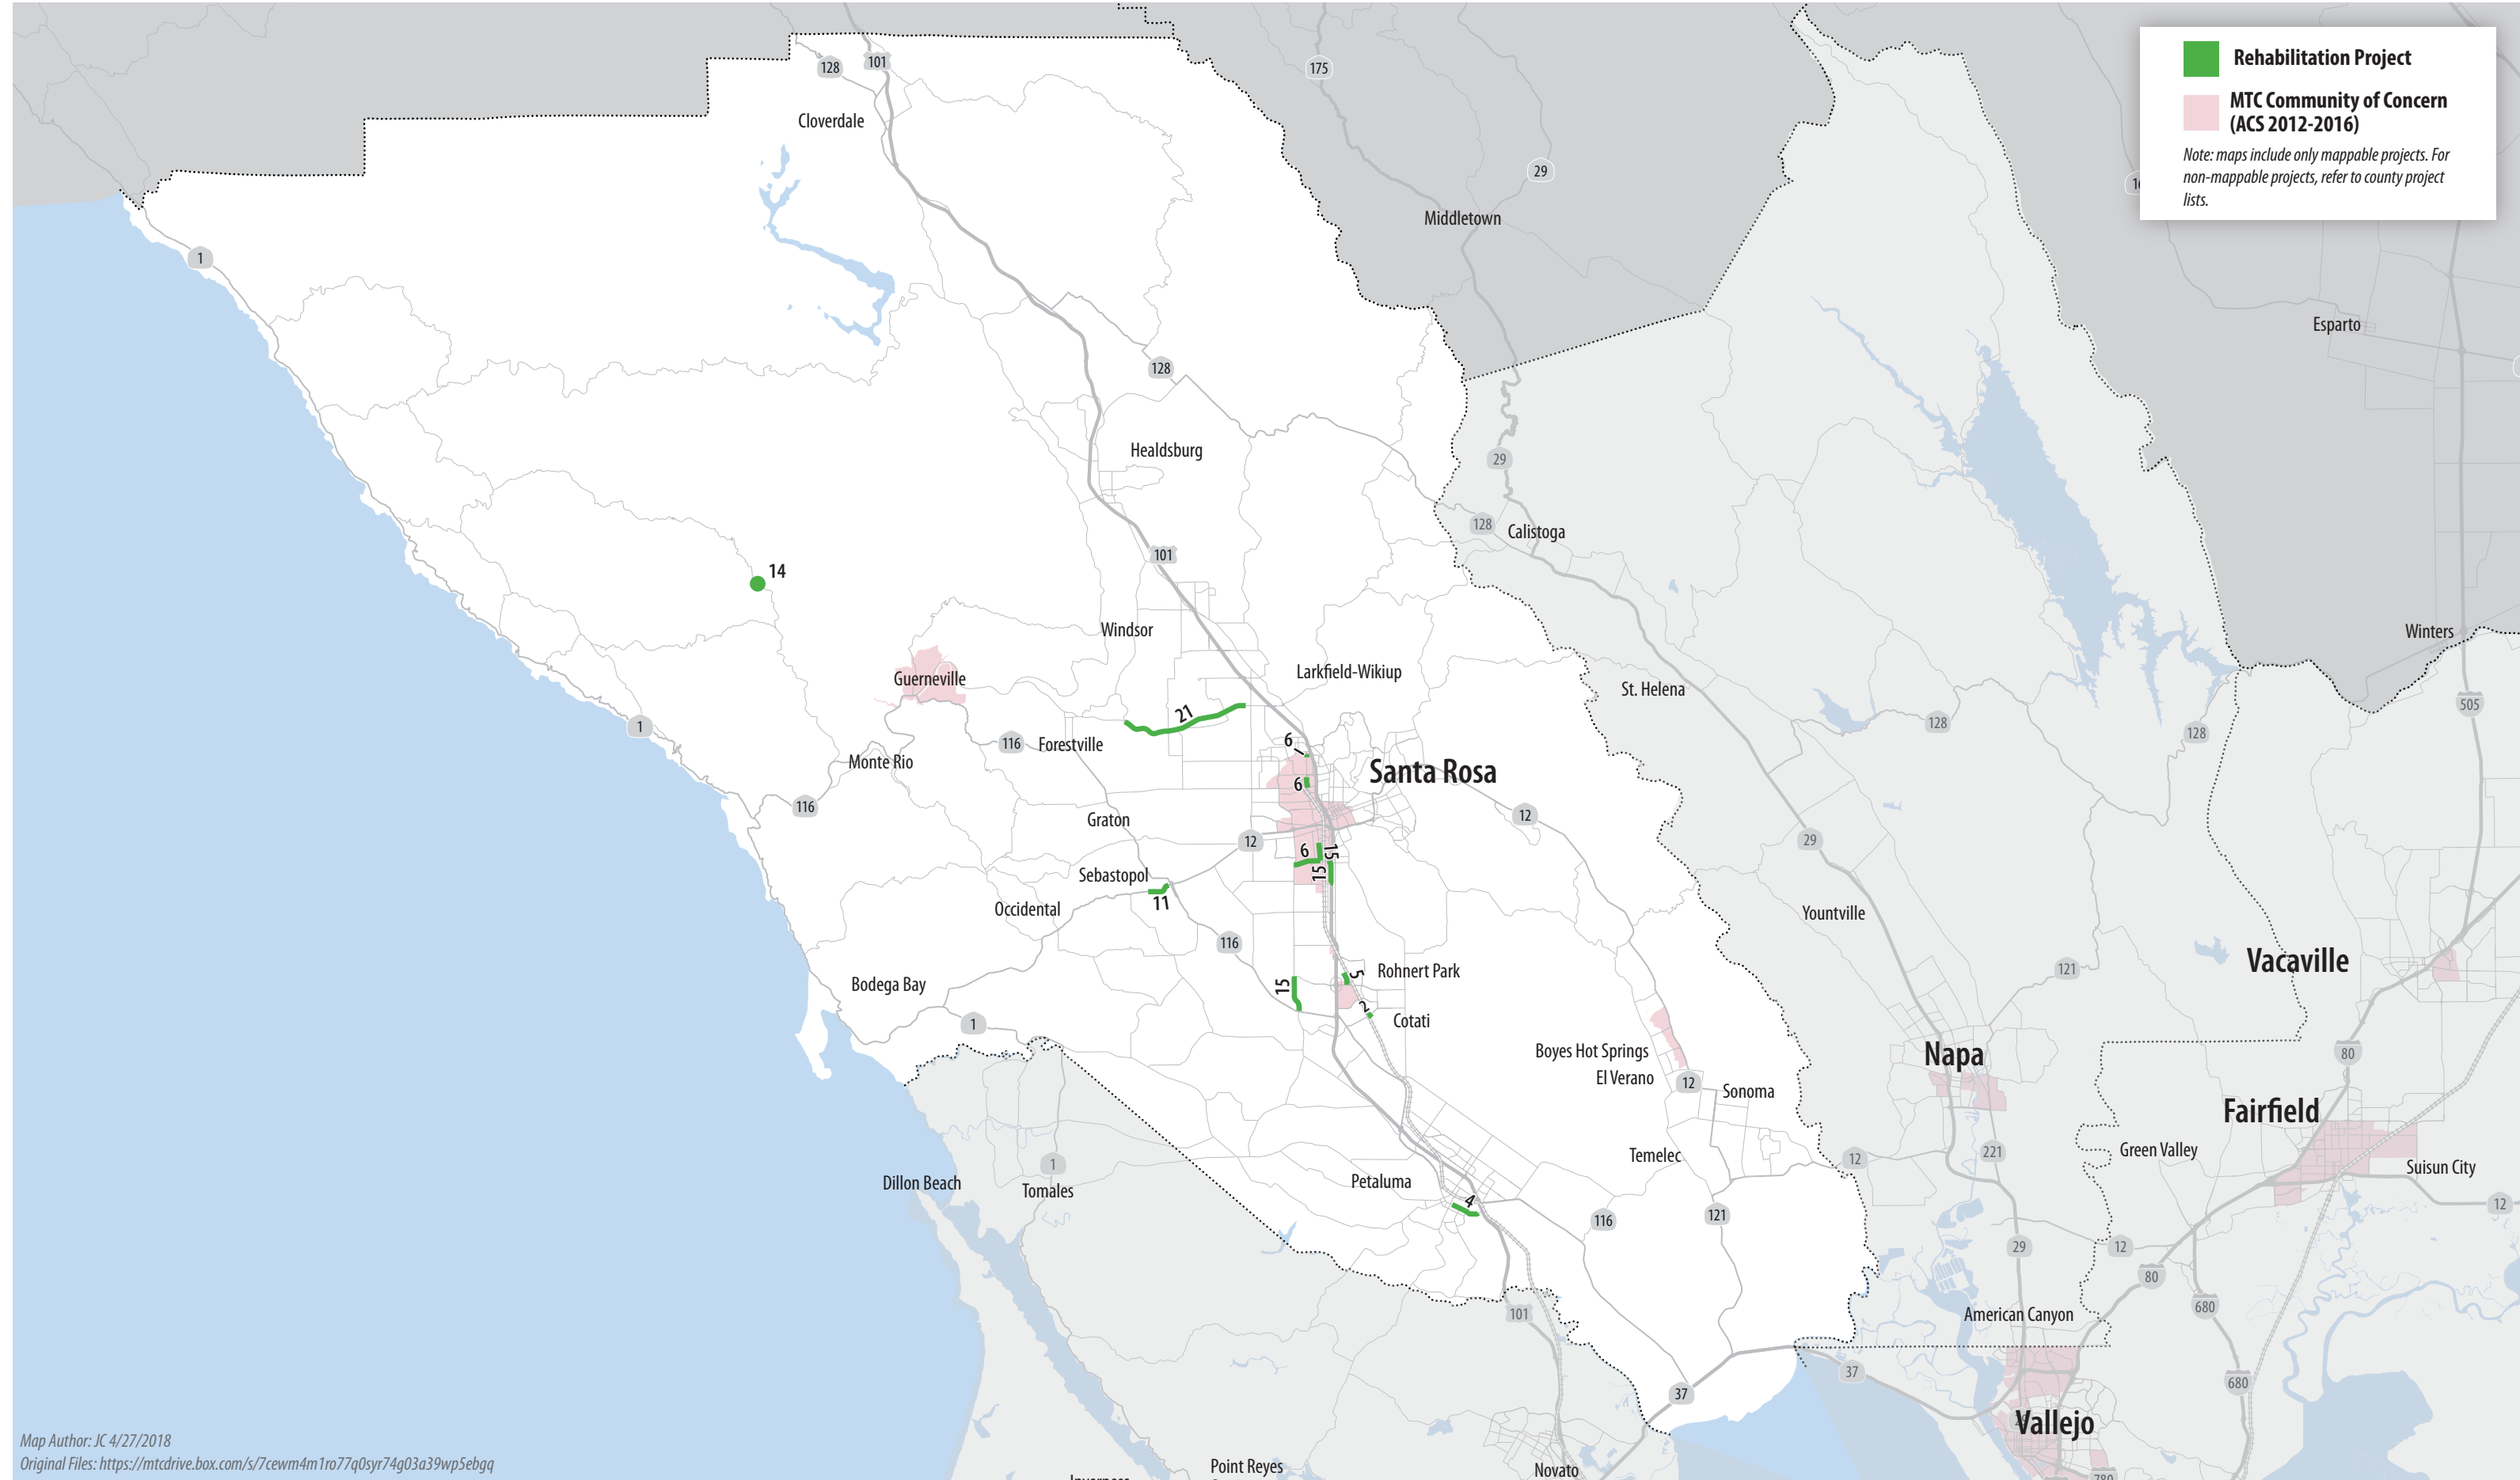 Rehabilitation Project
MTC Community of Concern
(ACS 2012-2016)
Note: maps include only mappable projects. For
non-mappable projects, refer to county project
lists.
128
101
175
Cloverdale
29
Middletown
1
Esparto
128
Healdsburg
29
128
Calistoga
101
14
Windsor
Winters
Larkfield-Wikiup
Guerneville
St. Helena
505
21
128
1
128
116
Forestville
6
Monte Rio
Santa Rosa
6
116
12
Graton
12
29
6
15
Sebastopol
15
11
Occidental
Yountville
116
Vacaville
121
Rohnert Park
5
Bodega Bay
15
2
Cotati
1
Boyes Hot Springs
Napa
80
El Verano
12
Sonoma
Fairfield
Green Valley
221
Temelec
12
Suisun City
1
Dillon Beach
Tomales
Petaluma
4
12
116
121
29
12
80
American Canyon
680
101
37
680
37
Vallejo
Map Author: JC 4/27/2018
Original Files: https://mtcdrive.box.com/s/7cewm4m1ro77q0syr74g03a39wp5ebgq
Point Reyes
Novato